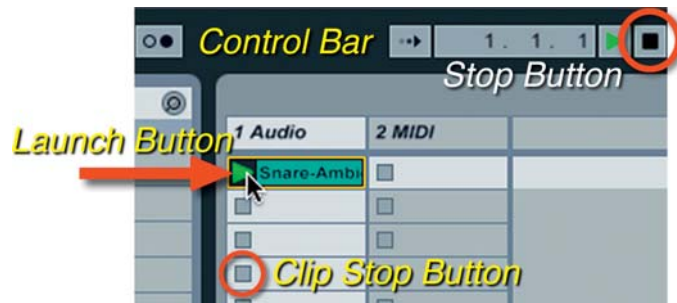 Control Bar
1. 1. 1
Stop Button
1 Audio
2 MIDI
Launch Button
Snare-Ambi
Clip Stop Button